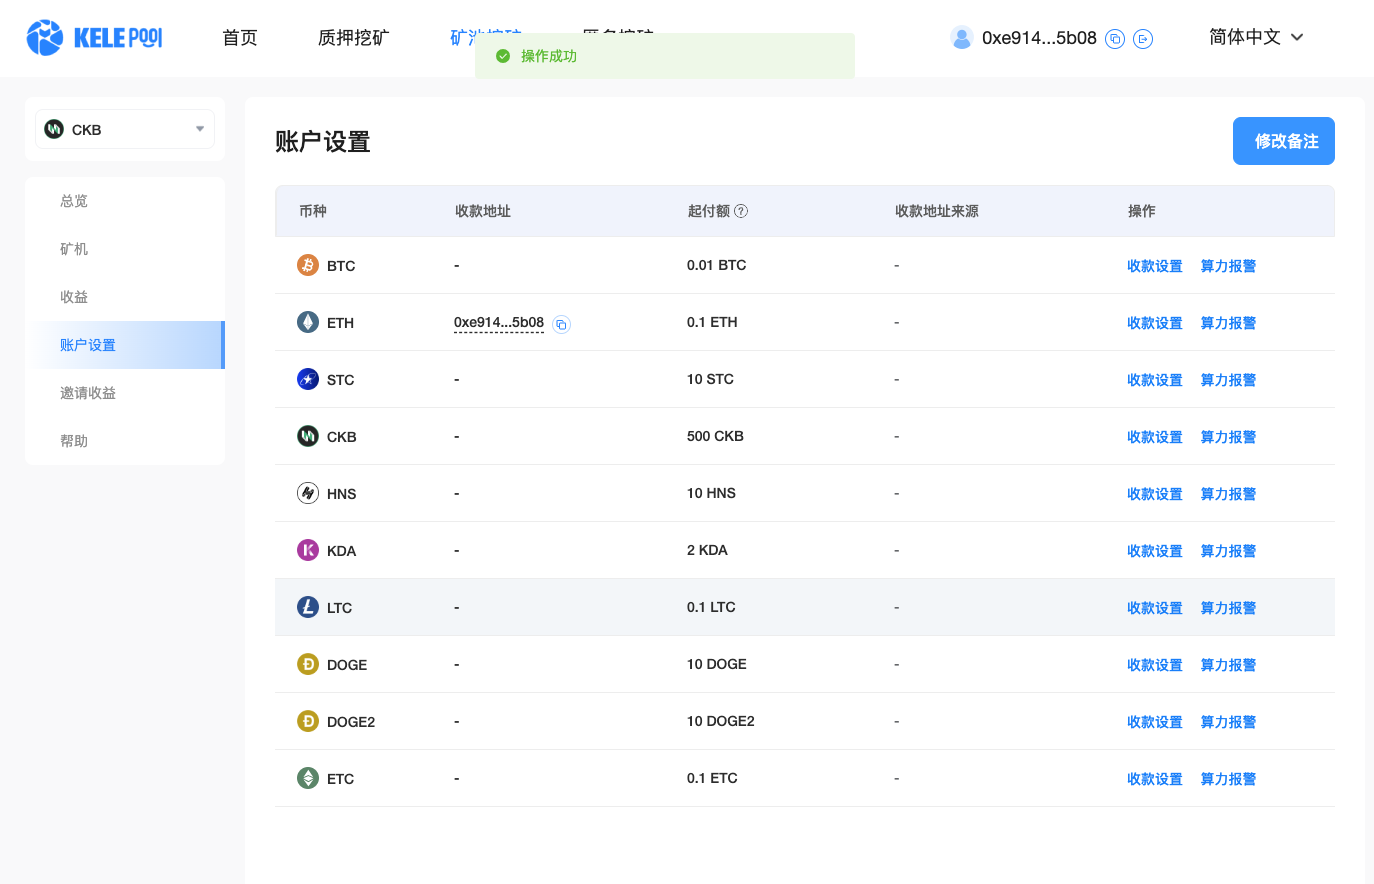 KELE POOL
首页
质押挖矿
0xe914...5b08
简体中文
操作成功
CKB
总览
矿机
收益
账户设置
邀请收益
帮助
账户设置
修改备注
币种 收款地址 起付额 ? 收款地址来源 操作
BTC - 0.01 BTC - 收款设置 算力报警
ETH 0xe914...5b08 0.1 ETH - 收款设置 算力报警
STC - 10 STC - 收款设置 算力报警
CKB - 500 CKB - 收款设置 算力报警
HNS - 10 HNS - 收款设置 算力报警
KDA - 2 KDA - 收款设置 算力报警
LTC - 0.1 LTC - 收款设置 算力报警
DOGE - 10 DOGE - 收款设置 算力报警
DOGE2 - 10 DOGE2 - 收款设置 算力报警
ETC - 0.1 ETC - 收款设置 算力报警